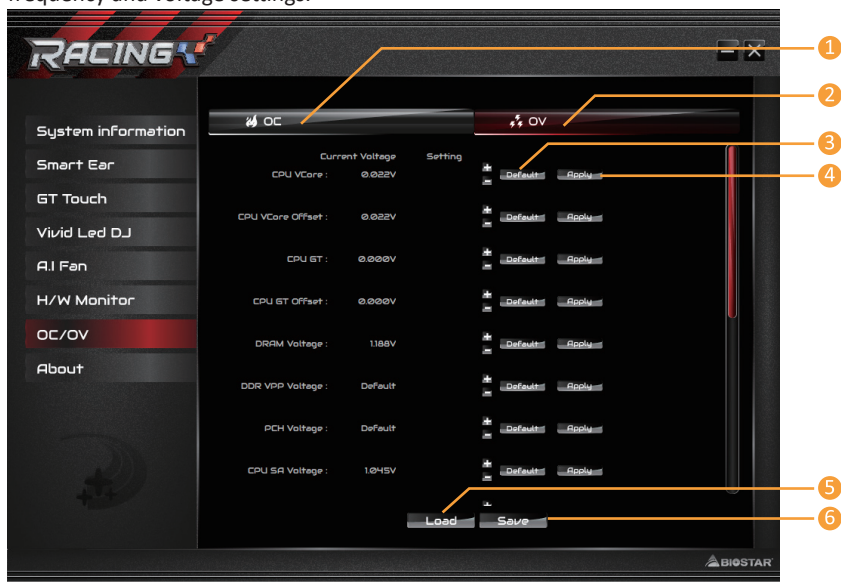 frequency and voltage settings.
RACING
1
2
OC
OV
System information
3
Current Voltage Setting
Smart Ear
CPU VCore : 0.022V + - Default Apply
4
GT Touch
CPU VCore Offset : 0.022V + - Default Apply
Vivid Led DJ
CPU GT : 0.000V + - Default Apply
A.I Fan
H/W Monitor
CPU GT Offset : 0.000V + - Default Apply
OC/OV
DRAM Voltage : 1.188V + - Default Apply
About
DDR VPP Voltage : Default + - Default Apply
PCH Voltage : Default + - Default Apply
CPU SA Voltage : 1.045V + - Default Apply
5
Load Save
6
BIOSTAR